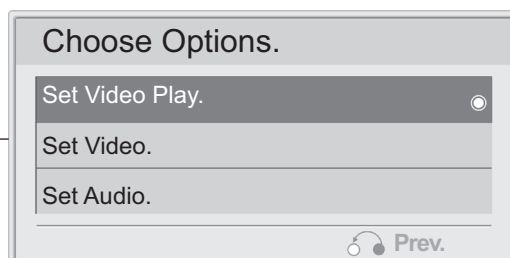 Choose Options.
Set Video Play.
Set Video.
Set Audio.
Prev.